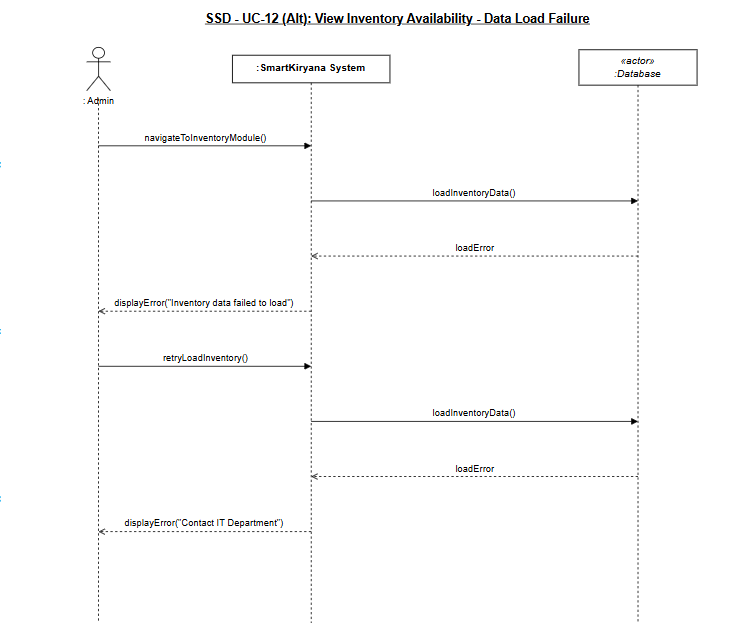 SSD - UC-12 (Alt): View Inventory Availability - Data Load Failure
: Admin
:SmartKiryana System
«actor»
:Database
navigateToInventoryModule()
loadInventoryData()
loadError
displayError("Inventory data failed to load")
retryLoadInventory()
loadInventoryData()
loadError
displayError("Contact IT Department")